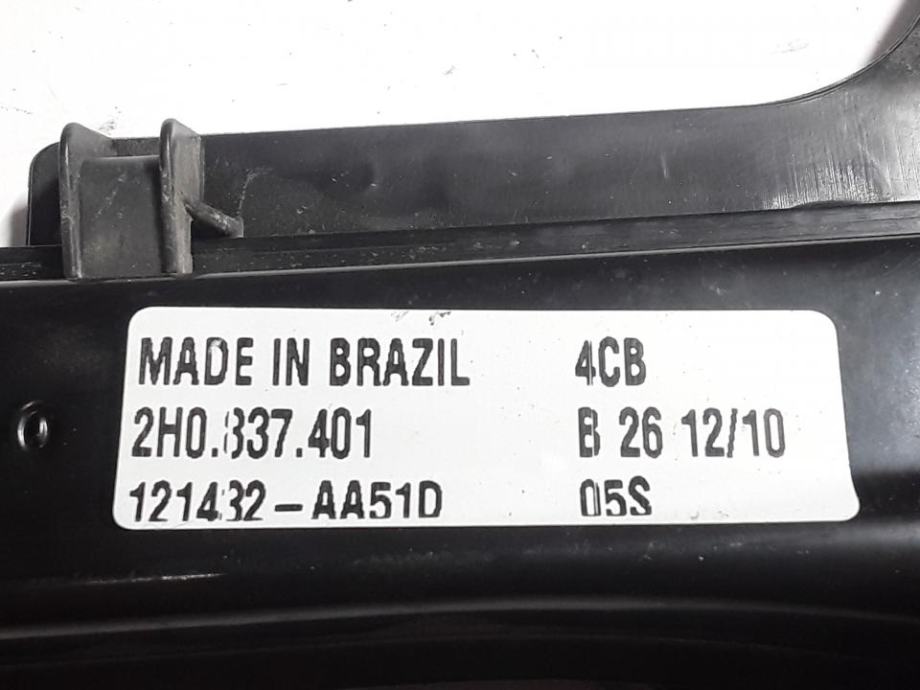 MADE IN BRAZIL 4CB
2H0.837.401 B 26 12/10
121432-AA51D 05S